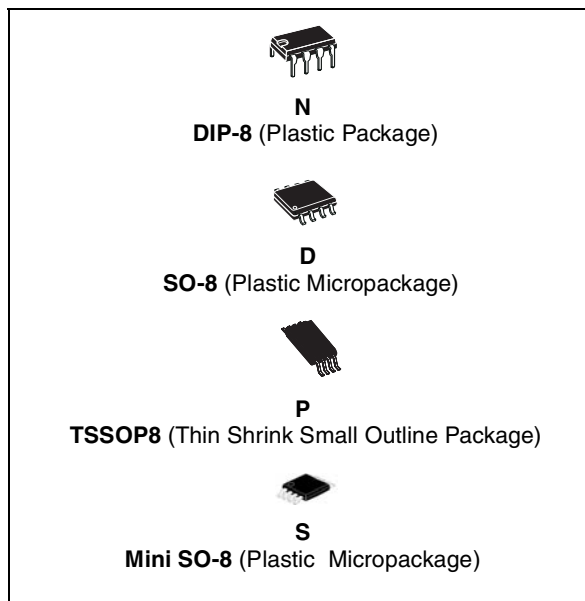 N
DIP-8 (Plastic Package)
D
SO-8 (Plastic Micropackage)
P
TSSOP8 (Thin Shrink Small Outline Package)
S
Mini SO-8 (Plastic Micropackage)